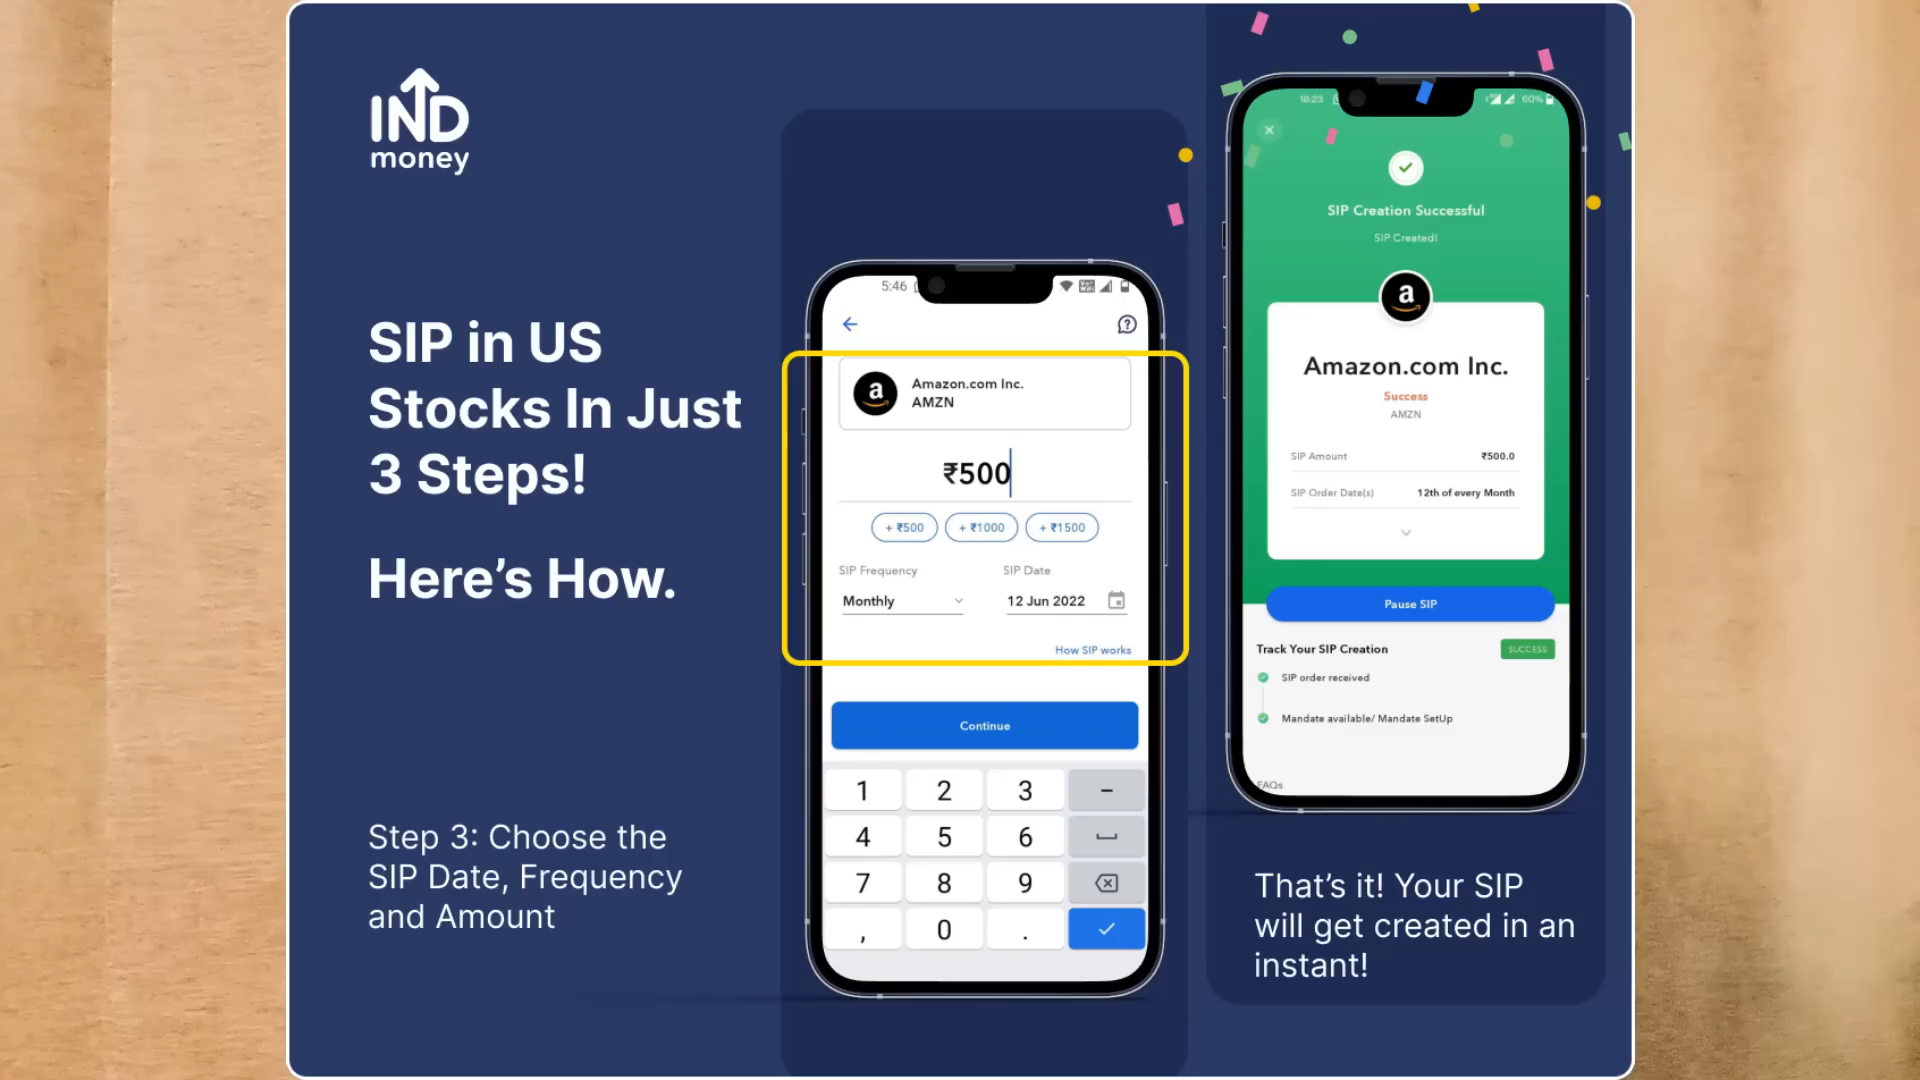 IND
money
SIP in US
Stocks In Just
3 Steps!
Here's How.
Step 3: Choose the
SIP Date, Frequency
and Amount
5:46
a
Amazon.com Inc.
AMZN
₹500
+ ₹500 + ₹1000 + ₹1500
SIP Frequency SIP Date
Monthly 12 Jun 2022
How SIP works
Continue
1 2 3 -
4 5 6
7 8 9
, 0 .
18:23 60%
SIP Creation Successful
SIP Created!
a
Amazon.com Inc.
Success
AMZN
SIP Amount ₹500.0
SIP Order Date(s) 12th of every Month
Pause SIP
Track Your SIP Creation SUCCESS
SIP order received
Mandate available/ Mandate SetUp
FAQs
That's it! Your SIP
will get created in an
instant!